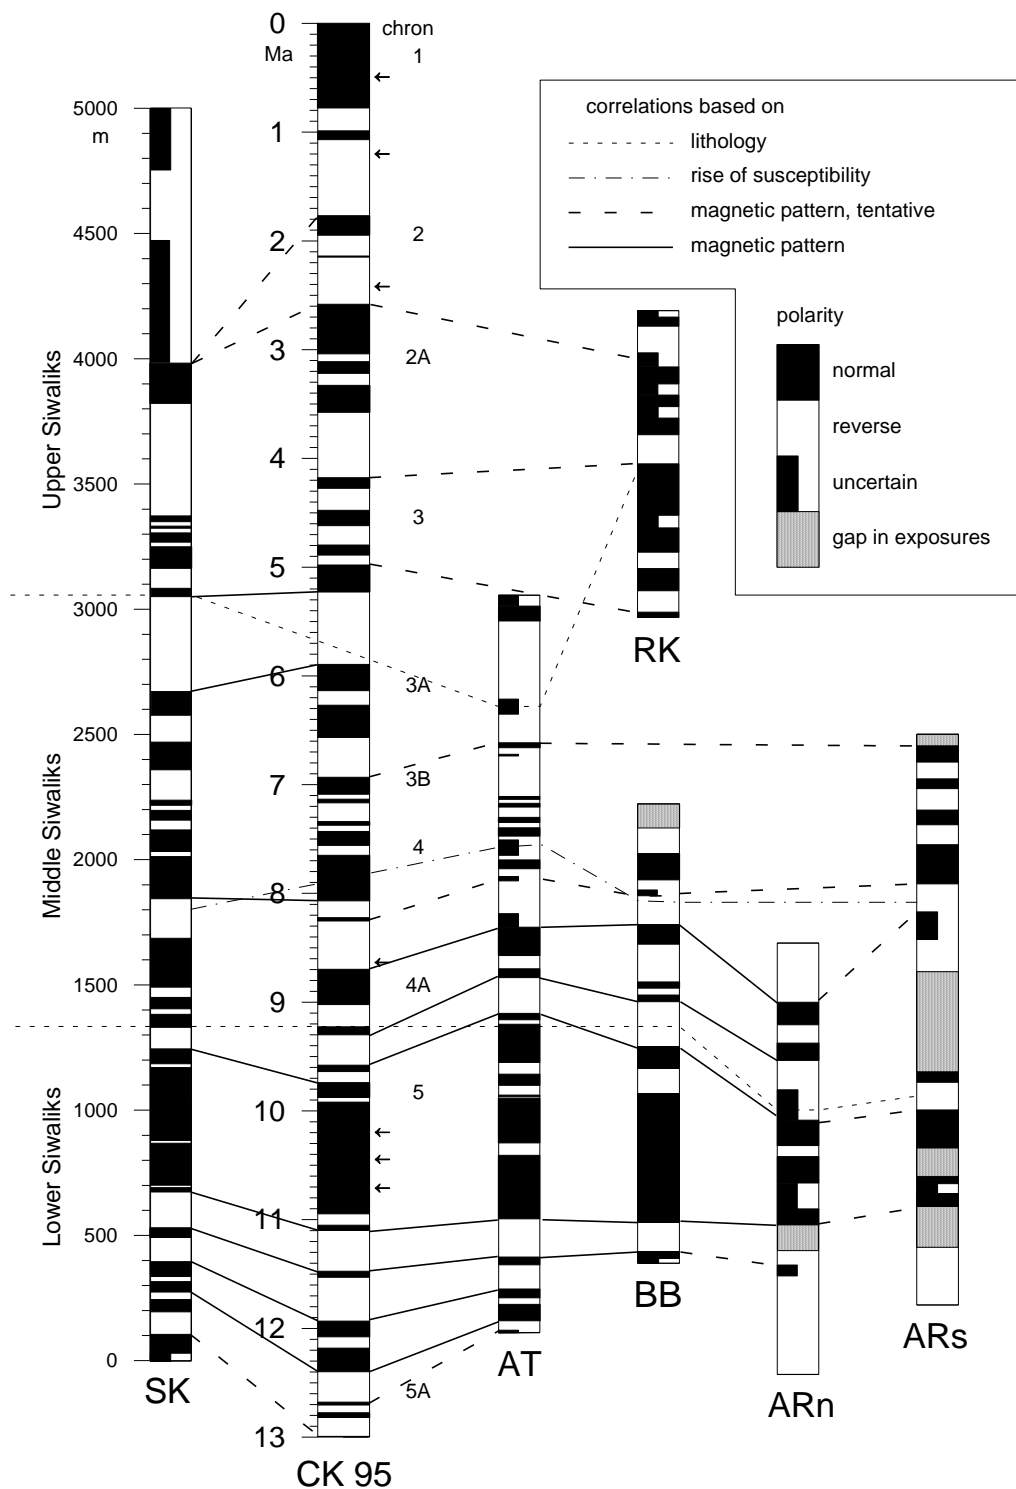 0
Ma
chron
1
correlations based on
5000
m
lithology
1
rise of susceptibility
magnetic pattern, tentative
4500
2
2
magnetic pattern
polarity
3
4000
2A
normal
Upper Siwaliks
reverse
4
3500
uncertain
3
gap in exposures
5
3000
RK
6
3A
2500
7
3B
Middle Siwaliks
2000
4
8
1500
9
4A
5
1000
10
Lower Siwaliks
500
11
BB
12
ARs
0
AT
SK
5A
ARn
13
CK 95